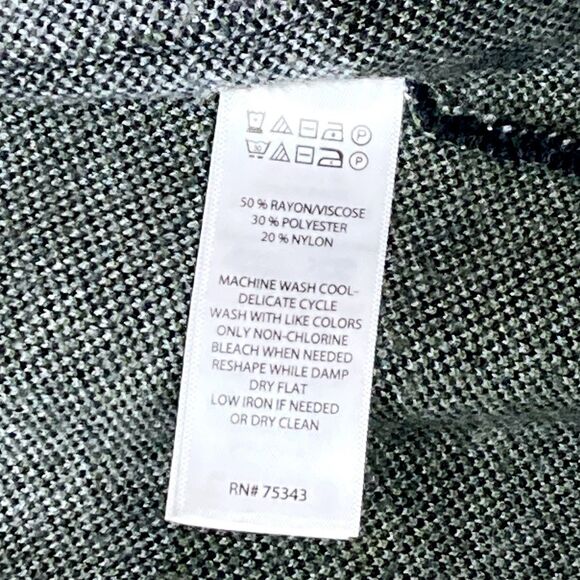 50 % RAYON/VISCOSE
30 % POLYESTER
20 % NYLON
MACHINE WASH COOL-
DELICATE CYCLE
WASH WITH LIKE COLORS
ONLY NON-CHLORINE
BLEACH WHEN NEEDED
RESHAPE WHILE DAMP
DRY FLAT
LOW IRON IF NEEDED
OR DRY CLEAN
RN# 75343